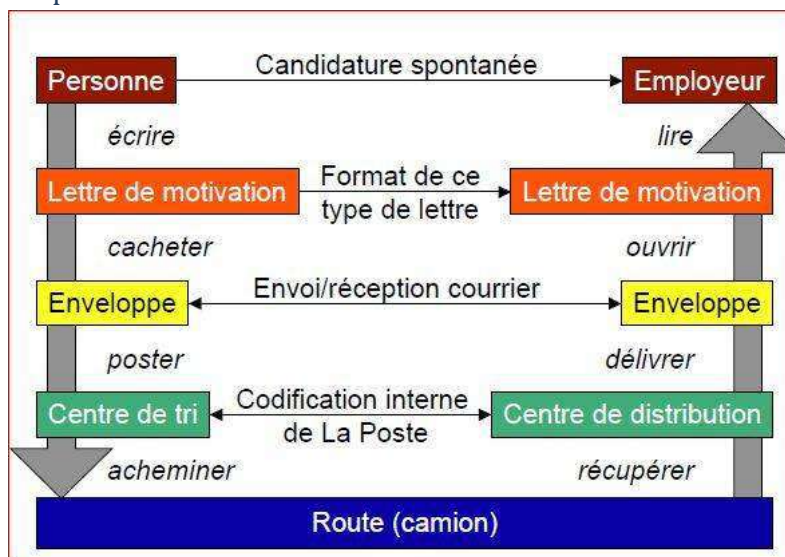 Personne
Candidature spontanée
Employeur
écrire
lire
Lettre de motivation
Format de ce
type de lettre
Lettre de motivation
cacheter
ouvrir
Enveloppe
Envoi/réception courrier
Enveloppe
poster
délivrer
Centre de tri
Codification interne
de La Poste
Centre de distribution
acheminer
récupérer
Route (camion)